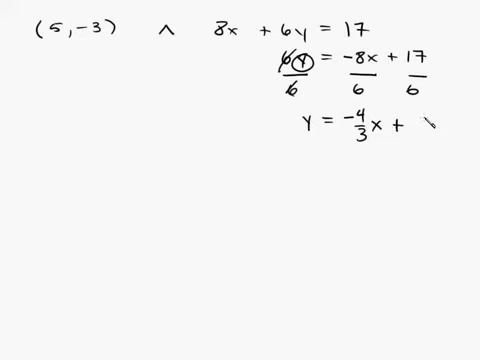 (5, -3) ∧ 8x + 6y = 17
6y/6 = -8x/6 + 17/6
y = -4/3 x +